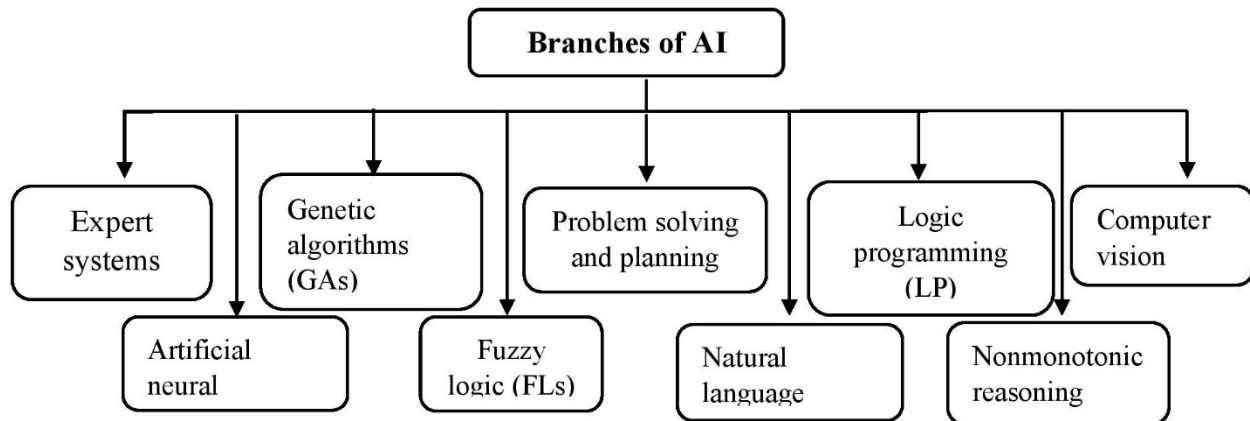 Branches of AI
Expert
systems
Genetic
algorithms
(GAs)
Problem solving
and planning
Logic
programming
(LP)
Computer
vision
Artificial
neural
Fuzzy
logic (FLs)
Natural
language
Nonmonotonic
reasoning